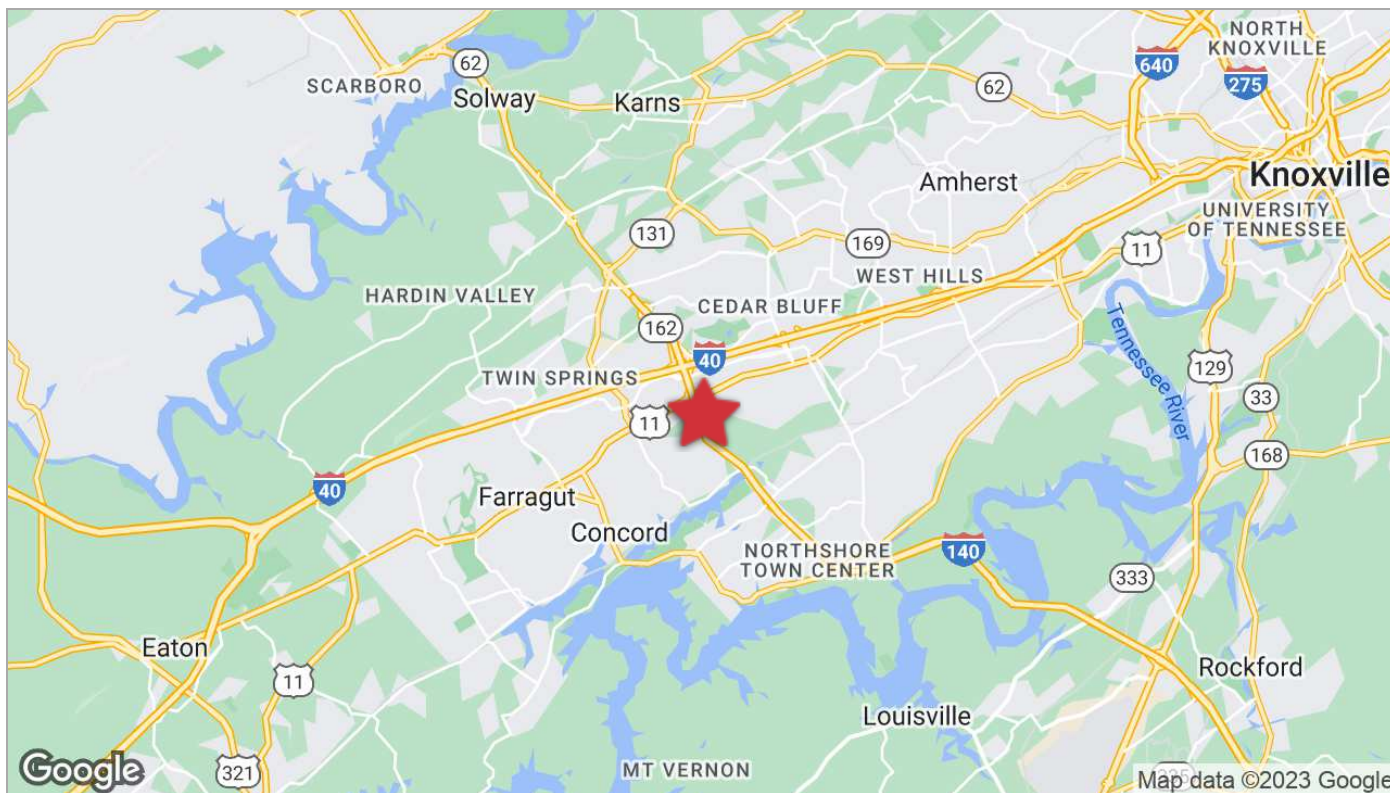 NORTH
KNOXVILLE
640
275
62
SCARBORO
Solway
Karns
62
Amherst
Knoxville
UNIVERSITY
OF TENNESSEE
131
169
11
WEST HILLS
HARDIN VALLEY
CEDAR BLUFF
162
40
Tennessee River
TWIN SPRINGS
129
33
11
168
40
Farragut
Concord
NORTHSHORE
TOWN CENTER
140
333
Eaton
11
Rockford
Louisville
321
MT VERNON
Google
Map data ©2023 Google